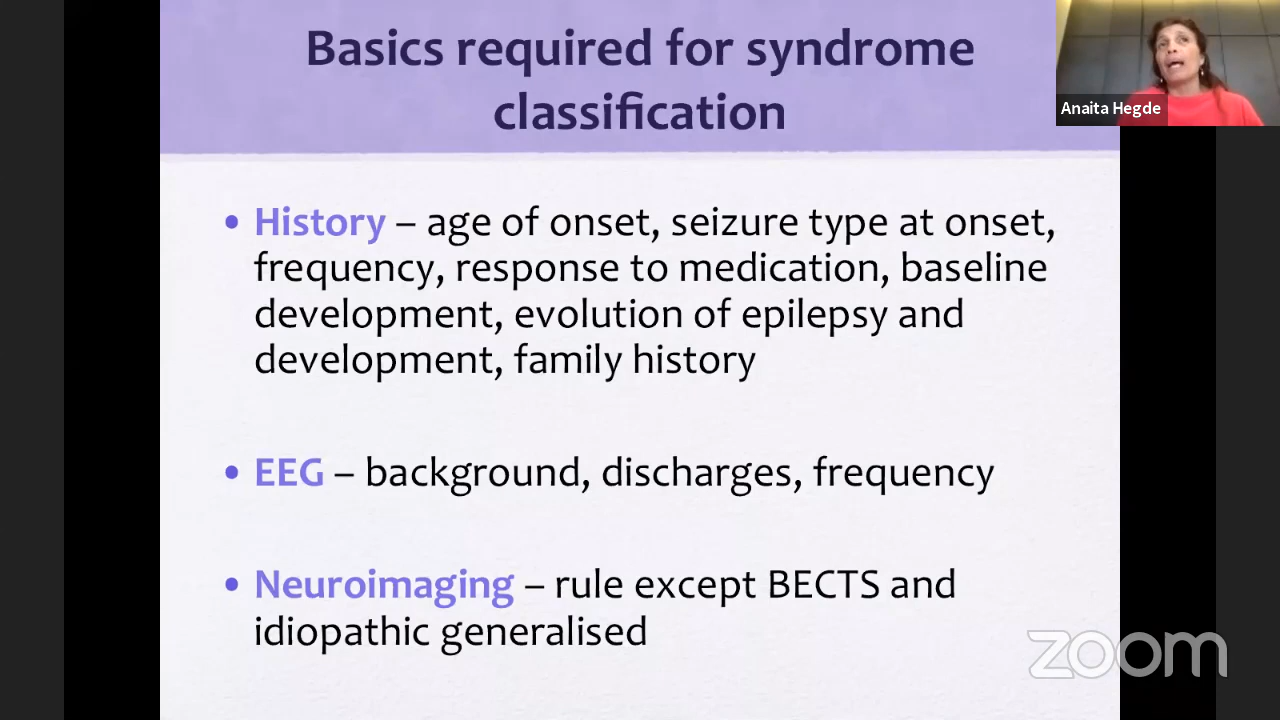 Basics required for syndrome
classification
Anaita Hegde
• History – age of onset, seizure type at onset,
frequency, response to medication, baseline
development, evolution of epilepsy and
development, family history
• EEG – background, discharges, frequency
• Neuroimaging – rule except BECTS and
idiopathic generalised
zoom